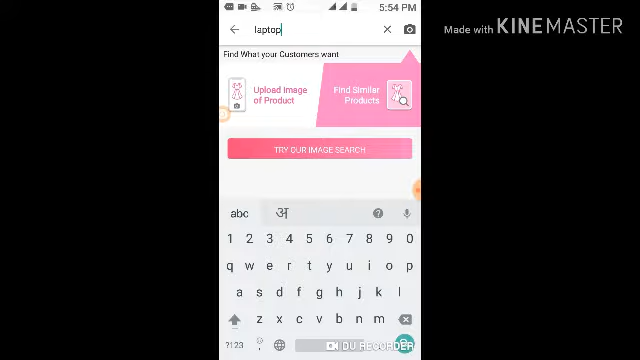 5:54 PM
Made with KINEMASTER
laptop
Find What your Customers want
Upload Image
of Product
Find Similar
Products
TRY OUR IMAGE SEARCH
abc अ
1 2 3 4 5 6 7 8 9 0
q w e r t y u i o p
a s d f g h j k l
z x c v b n m
?123 , DU RECORDER